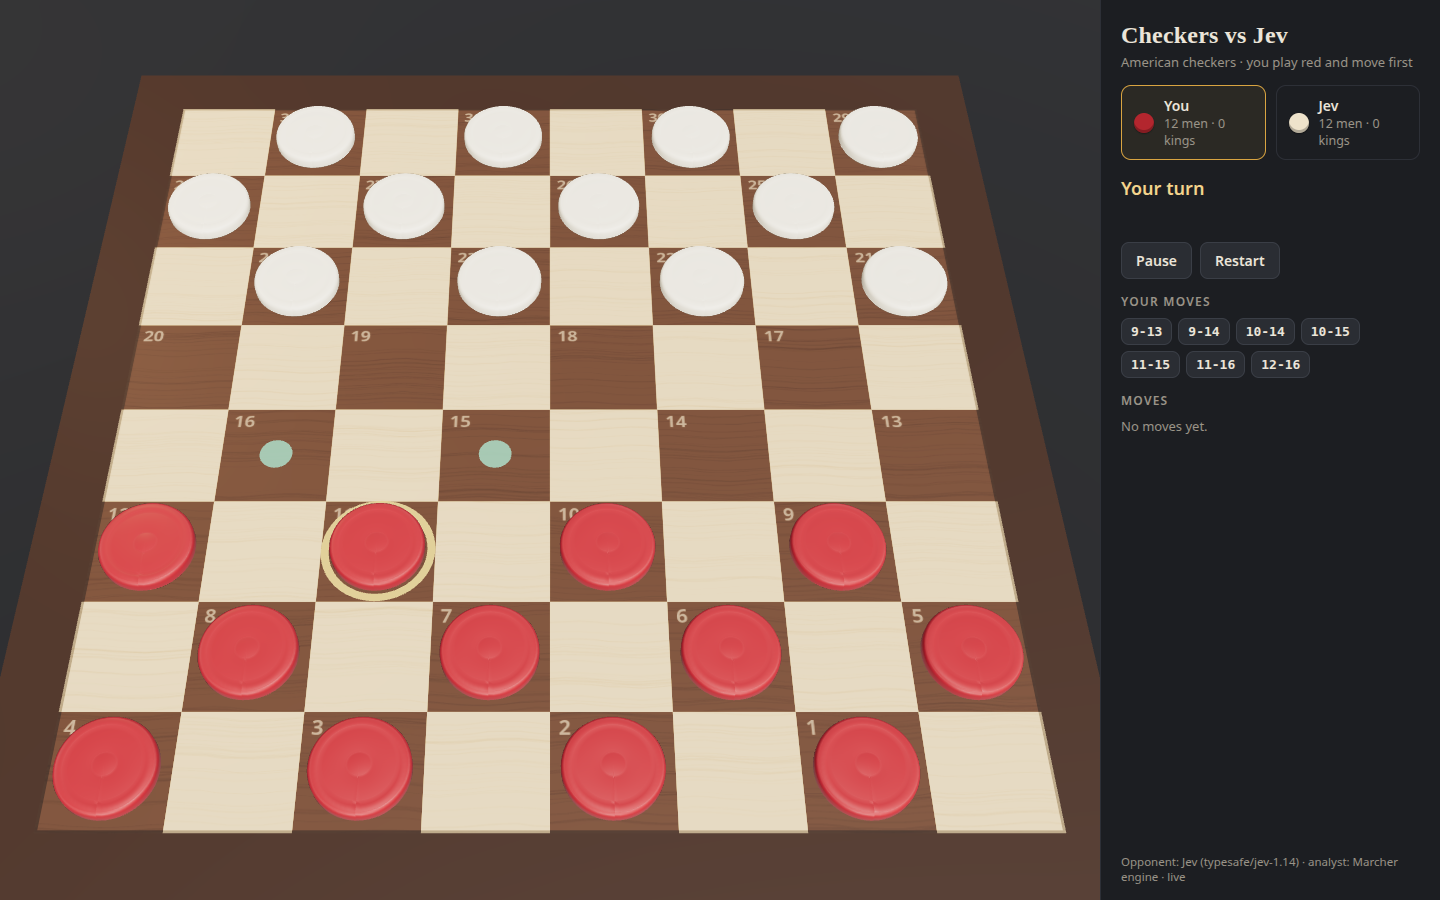 Checkers vs Jev
American checkers · you play red and move first
You
12 men · 0
kings
Jev
12 men · 0
kings
Your turn
Pause
Restart
YOUR MOVES
9-13
9-14
10-14
10-15
11-15
11-16
12-16
MOVES
No moves yet.
Opponent: Jev (typesafe/jev-1.14) · analyst: Marcher
engine · live
20
19
18
17
16
15
14
13
10
9
8
7
6
5
4
3
2
1